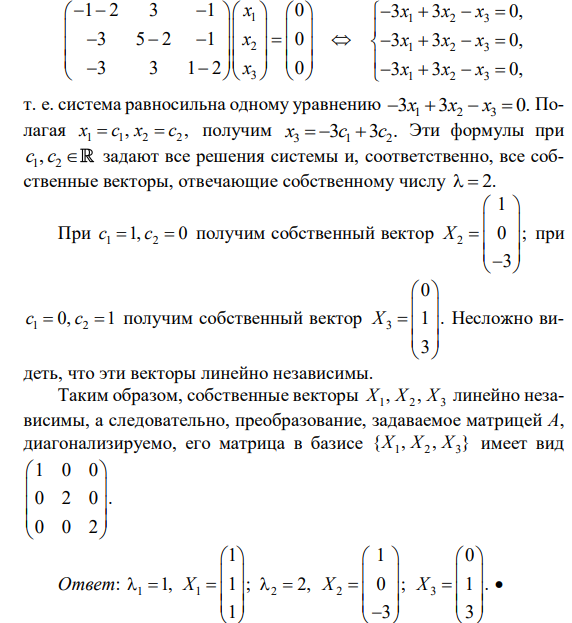 $$\begin{pmatrix} -1-2 & 3 & -1 \\ -3 & 5-2 & -1 \\ -3 & 3 & 1-2 \end{pmatrix} \begin{pmatrix} x_1 \\ x_2 \\ x_3 \end{pmatrix} = \begin{pmatrix} 0 \\ 0 \\ 0 \end{pmatrix} \Leftrightarrow \begin{cases} -3x_1 + 3x_2 - x_3 = 0, \\ -3x_1 + 3x_2 - x_3 = 0, \\ -3x_1 + 3x_2 - x_3 = 0, \end{cases}$$
т. е. система равносильна одному уравнению $-3x_1 + 3x_2 - x_3 = 0$. По-
лагая $x_1 = c_1, x_2 = c_2,$ получим $x_3 = -3c_1 + 3c_2$. Эти формулы при
$c_1, c_2 \in \mathbb{R}$ задают все решения системы и, соответственно, все соб-
ственные векторы, отвечающие собственному числу $\lambda = 2$.
При $c_1 = 1, c_2 = 0$ получим собственный вектор $X_2 = \begin{pmatrix} 1 \\ 0 \\ -3 \end{pmatrix}$; при
$c_1 = 0, c_2 = 1$ получим собственный вектор $X_3 = \begin{pmatrix} 0 \\ 1 \\ 3 \end{pmatrix}$. Несложно ви-
деть, что эти векторы линейно независимы.
Таким образом, собственные векторы $X_1, X_2, X_3$ линейно неза-
висимы, а следовательно, преобразование, задаваемое матрицей $A$,
диагонализируемо, его матрица в базисе $\{X_1, X_2, X_3\}$ имеет вид
$\begin{pmatrix} 1 & 0 & 0 \\ 0 & 2 & 0 \\ 0 & 0 & 2 \end{pmatrix}$.
Ответ: $\lambda_1 = 1, \ X_1 = \begin{pmatrix} 1 \\ 1 \\ 1 \end{pmatrix}; \ \lambda_2 = 2, \ X_2 = \begin{pmatrix} 1 \\ 0 \\ -3 \end{pmatrix}; \ X_3 = \begin{pmatrix} 0 \\ 1 \\ 3 \end{pmatrix}$. •